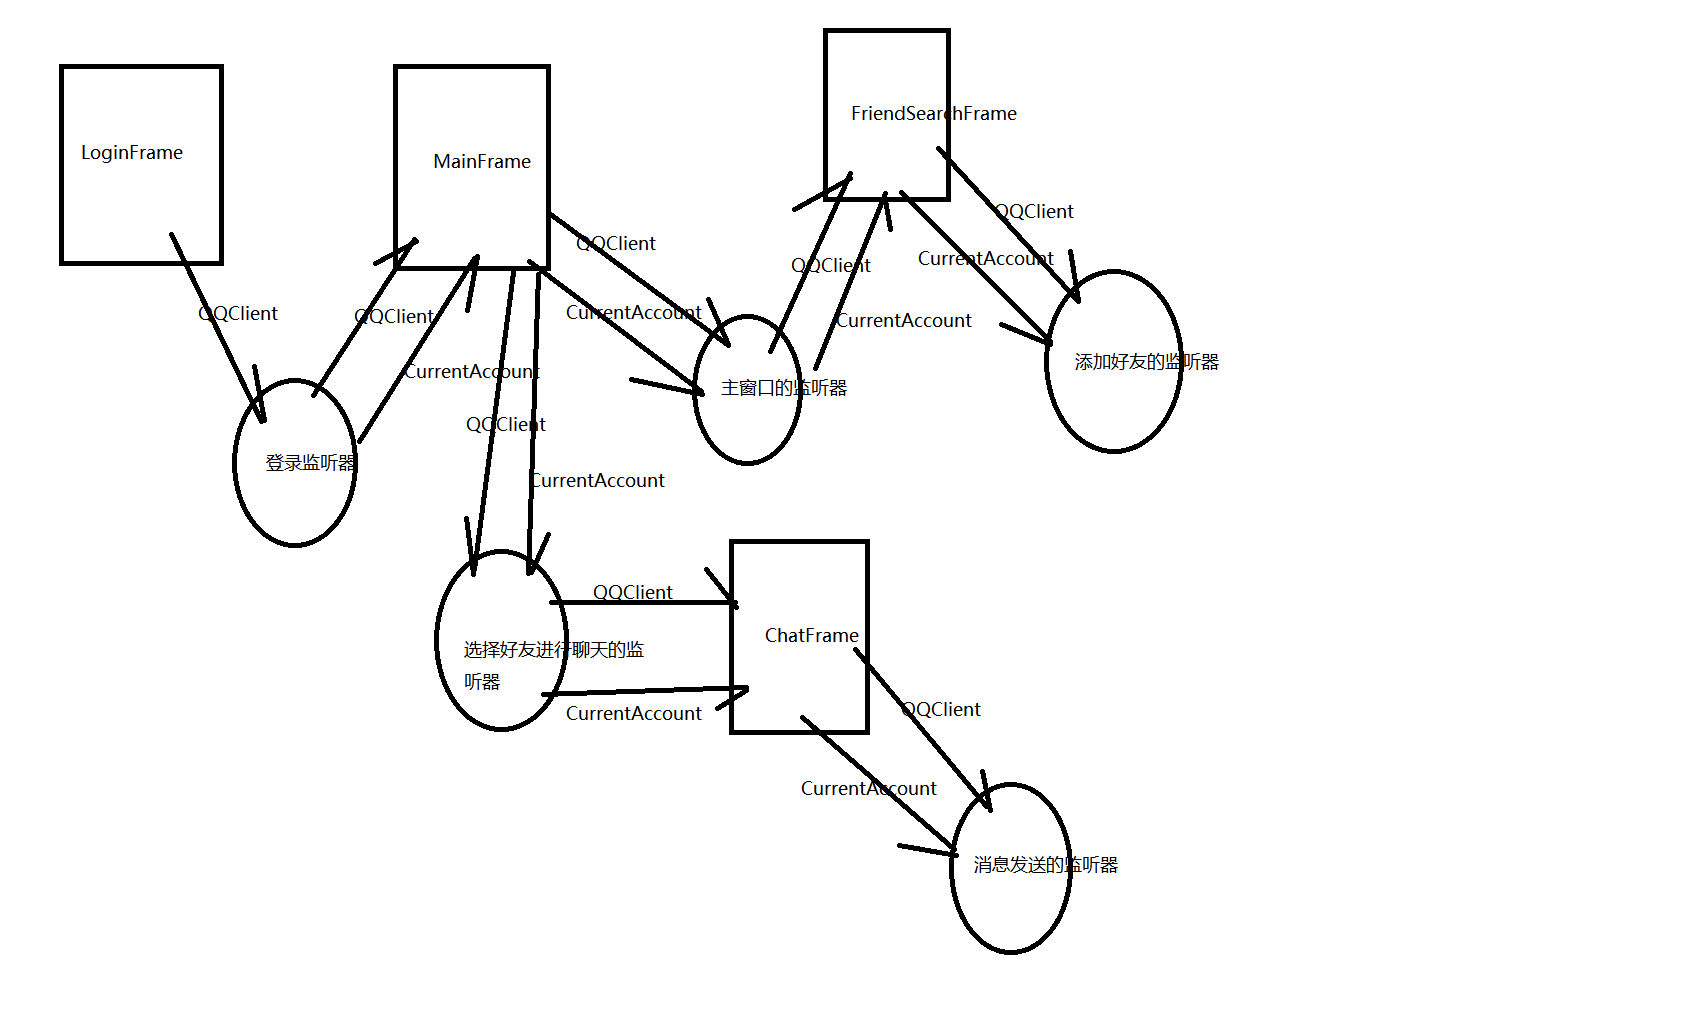 LoginFrame
MainFrame
FriendSearchFrame
QQClient
QQClient
CurrentAccount
QQClient
CurrentAccount
QQClient
CurrentAccount
QQClient
CurrentAccount
登录监听器
主窗口的监听器
添加好友的监听器
QQClient
CurrentAccount
选择好友进行聊天的监
听器
QQClient
CurrentAccount
ChatFrame
QQClient
CurrentAccount
消息发送的监听器